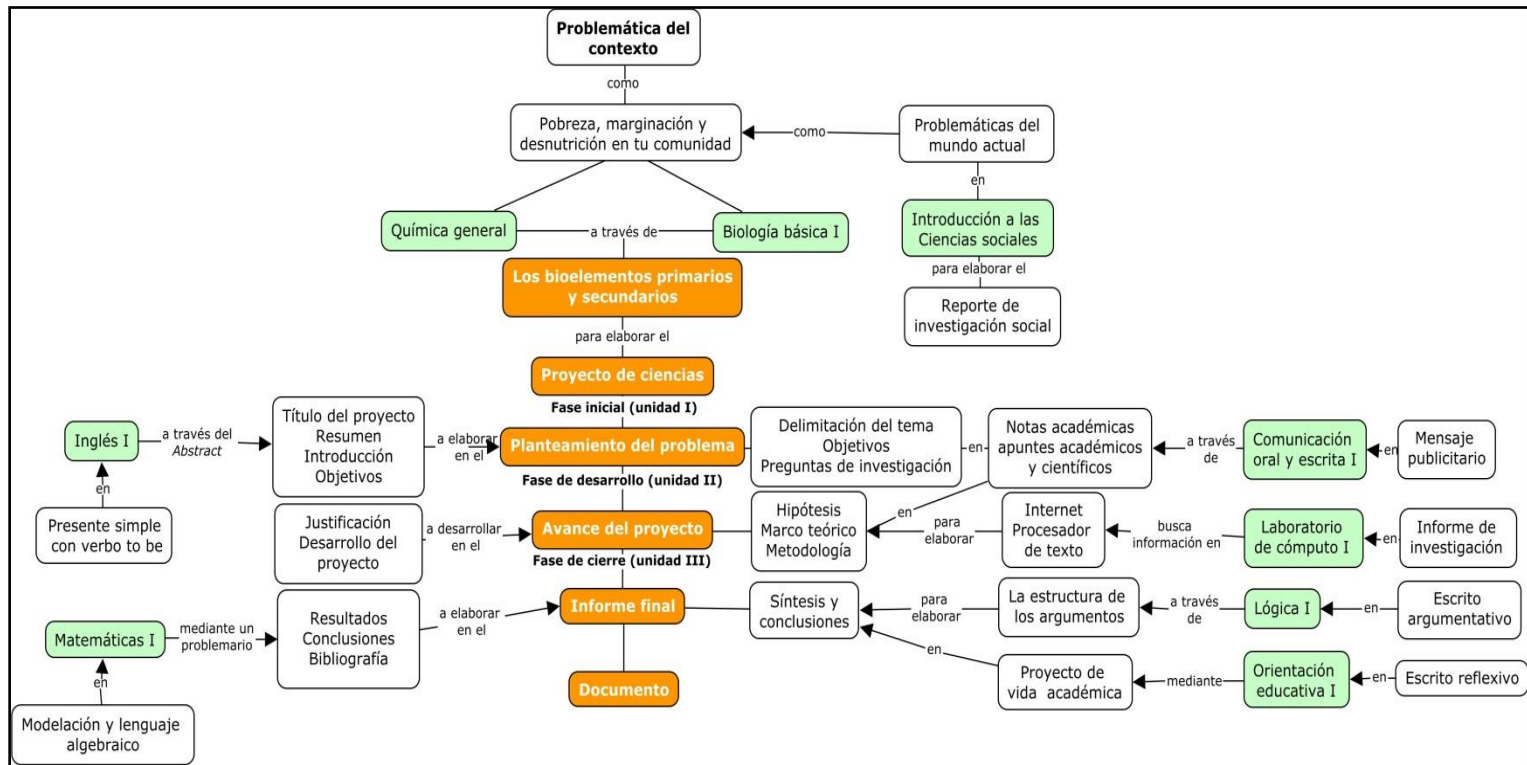 Problemática del
contexto
como
Pobreza, marginación y
desnutrición en tu comunidad
como
Problemáticas del
mundo actual
en
Química general
a través de
Biología básica I
Introducción a las
Ciencias sociales
para elaborar el
Reporte de
investigación social
Los bioelementos primarios
y secundarios
para elaborar el
Proyecto de ciencias
Fase inicial (unidad I)
Inglés I
a través del
Abstract
Título del proyecto
Resumen
Introducción
Objetivos
a elaborar
en el
Planteamiento del problema
Delimitación del tema
Objetivos
Preguntas de investigación
en
Notas académicas
apuntes académicos
y científicos
a través
de
Comunicación
oral y escrita I
en
Mensaje
publicitario
en
Presente simple
con verbo to be
Fase de desarrollo (unidad II)
Justificación
Desarrollo del
proyecto
a desarrollar
en el
Avance del proyecto
Hipótesis
Marco teórico
Metodología
en
para
elaborar
Internet
Procesador
de texto
busca
información en
Laboratorio
de cómputo I
en
Informe de
investigación
Fase de cierre (unidad III)
Matemáticas I
mediante un
problemario
Resultados
Conclusiones
Bibliografía
a elaborar
en el
Informe final
Síntesis y
conclusiones
para
elaborar
La estructura de
los argumentos
a través
de
Lógica I
en
Escrito
argumentativo
en
Modelación y lenguaje
algebraico
Documento
en
Proyecto de
vida académica
mediante
Orientación
educativa I
en
Escrito reflexivo